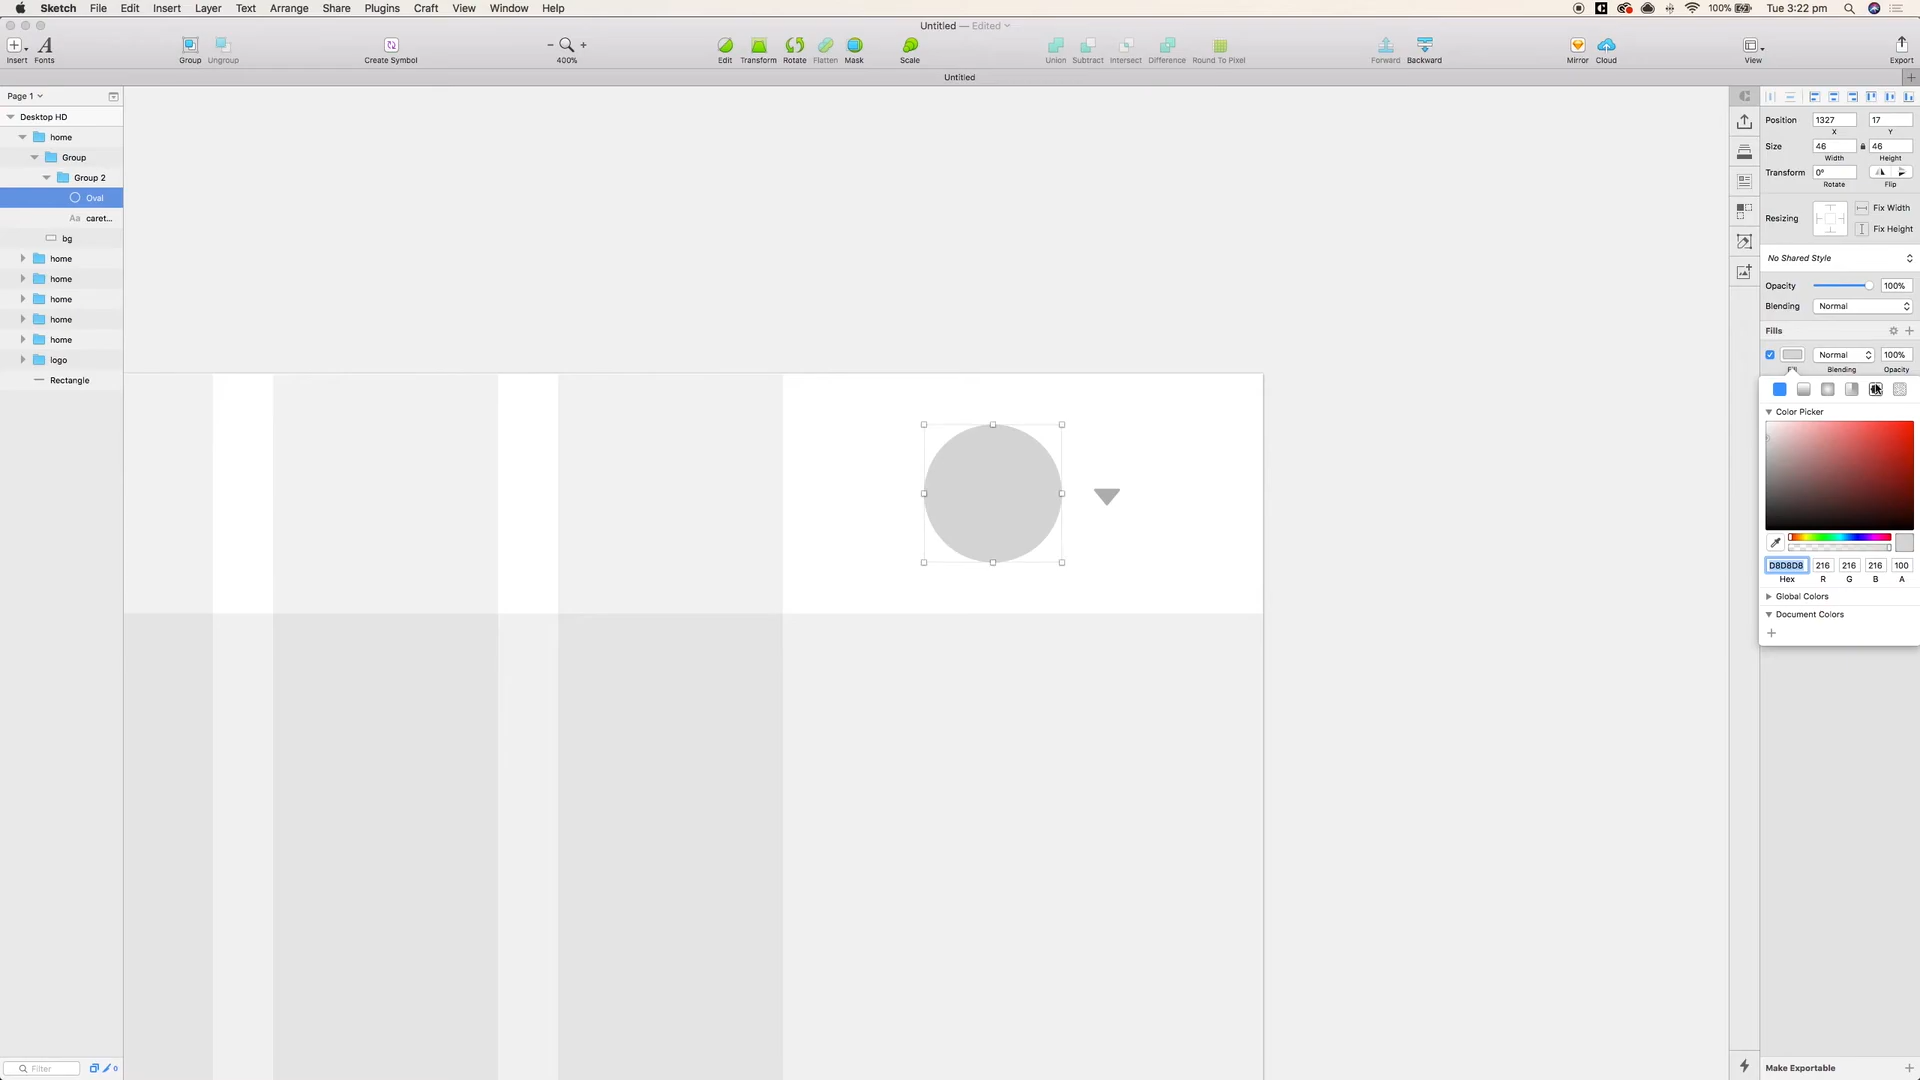 Sketch File Edit Insert Layer Text Arrange Share Plugins Craft View Window Help 100% Tue 3:22 pm
Untitled — Edited
Insert Fonts Group Ungroup Create Symbol 400% Edit Transform Rotate Flatten Mask Scale Union Subtract Intersect Difference Round To Pixel Forward Backward Mirror Cloud View Export
Untitled
Page 1
Desktop HD
home
Group
Group 2
Oval
Aa caret...
bg
home
home
home
home
home
logo
Rectangle
Filter 0
Position 1327 17
X Y
Size 46 46
Width Height
Transform 0°
Rotate Flip
Resizing Fix Width
Fix Height
No Shared Style
Opacity 100%
Blending Normal
Fills
Normal 100%
Fill Blending Opacity
Color Picker
D8D8D8 216 216 216 100
Hex R G B A
Global Colors
Document Colors
Make Exportable